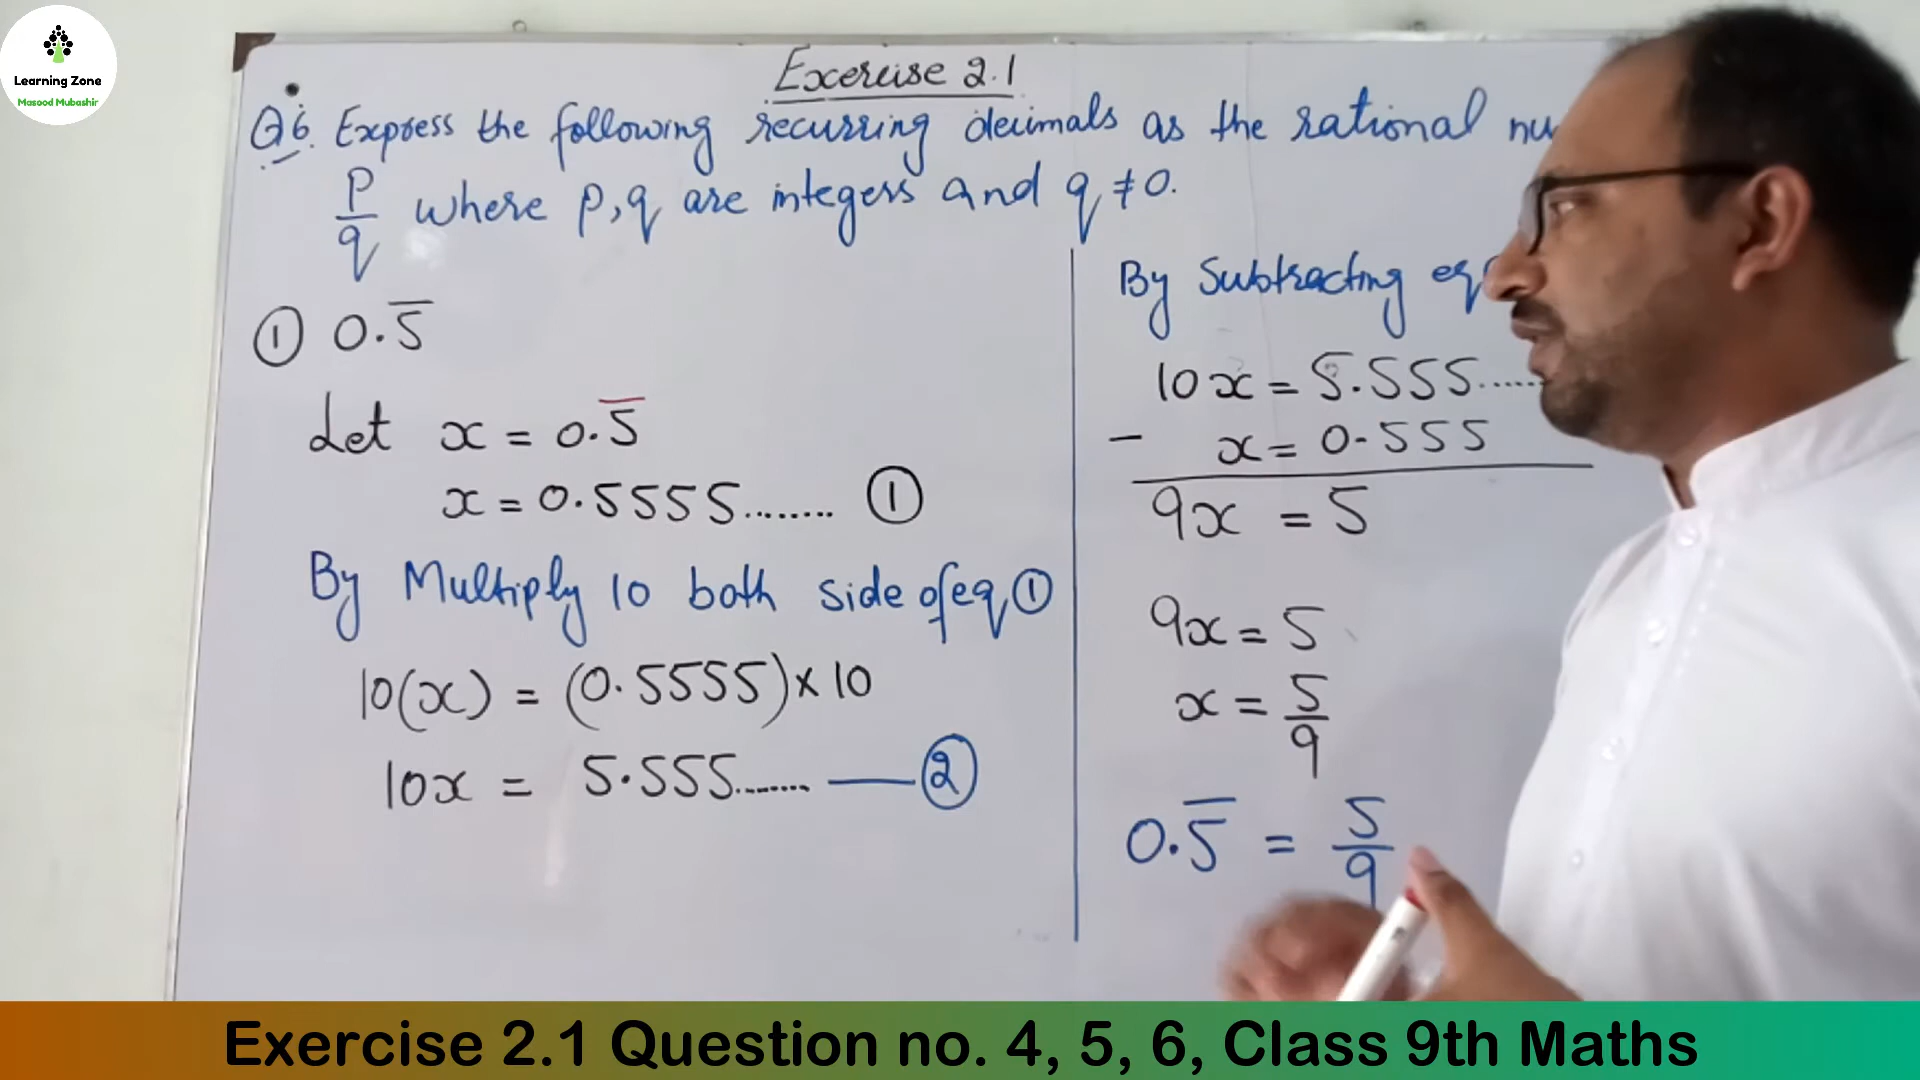 Learning Zone
Masood Mubashir
Excercise 2.1
Q6. Express the following recurring decimals as the rational
p/q where p,q are integers and q ≠ 0.
① 0.5̅
Let x = 0.5̅
x = 0.5555........ ①
By Multiply 10 both side of eq ①
10(x) = (0.5555) × 10
10x = 5.555....... —— ②
By Subtracting
10x = 5.555......
– x = 0.555
9x = 5
9x = 5
x = 5/9
0.5̅ = 5/9
Exercise 2.1 Question no. 4, 5, 6, Class 9th Maths